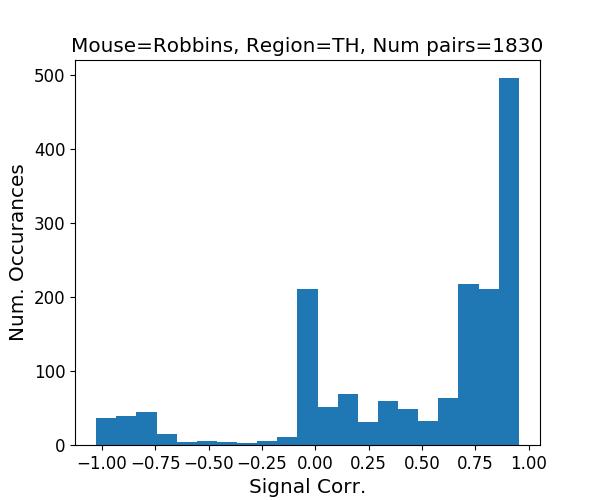 Mouse=Robbins, Region=TH, Num pairs=1830
500
400
300
200
100
0
Num. Occurances
−1.00 −0.75 −0.50 −0.25 0.00 0.25 0.50 0.75 1.00
Signal Corr.